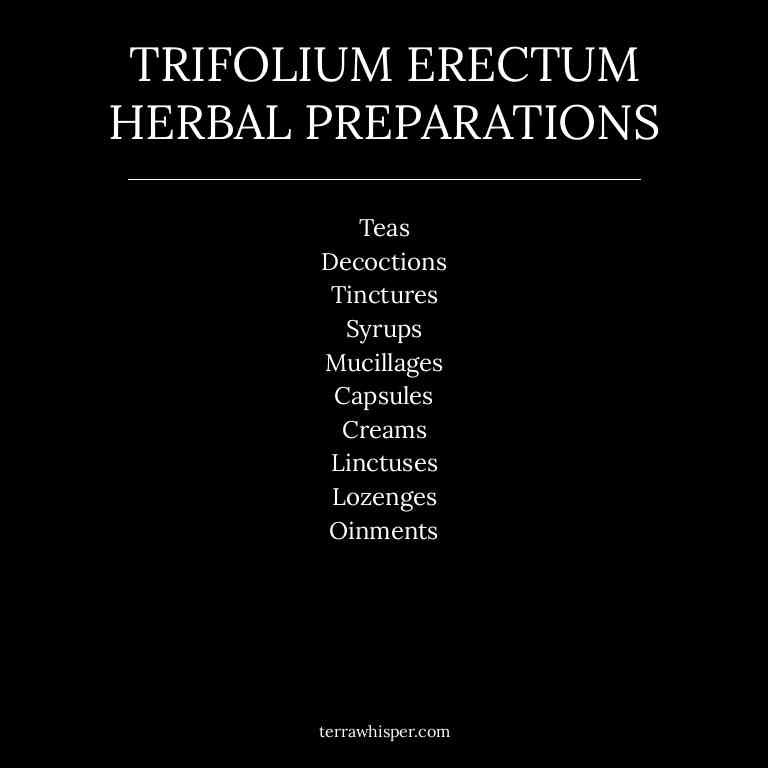 TRIFOLIUM ERECTUM
HERBAL PREPARATIONS
Teas
Decoctions
Tinctures
Syrups
Mucillages
Capsules
Creams
Linctuses
Lozenges
Oinments
terrawhisper.com